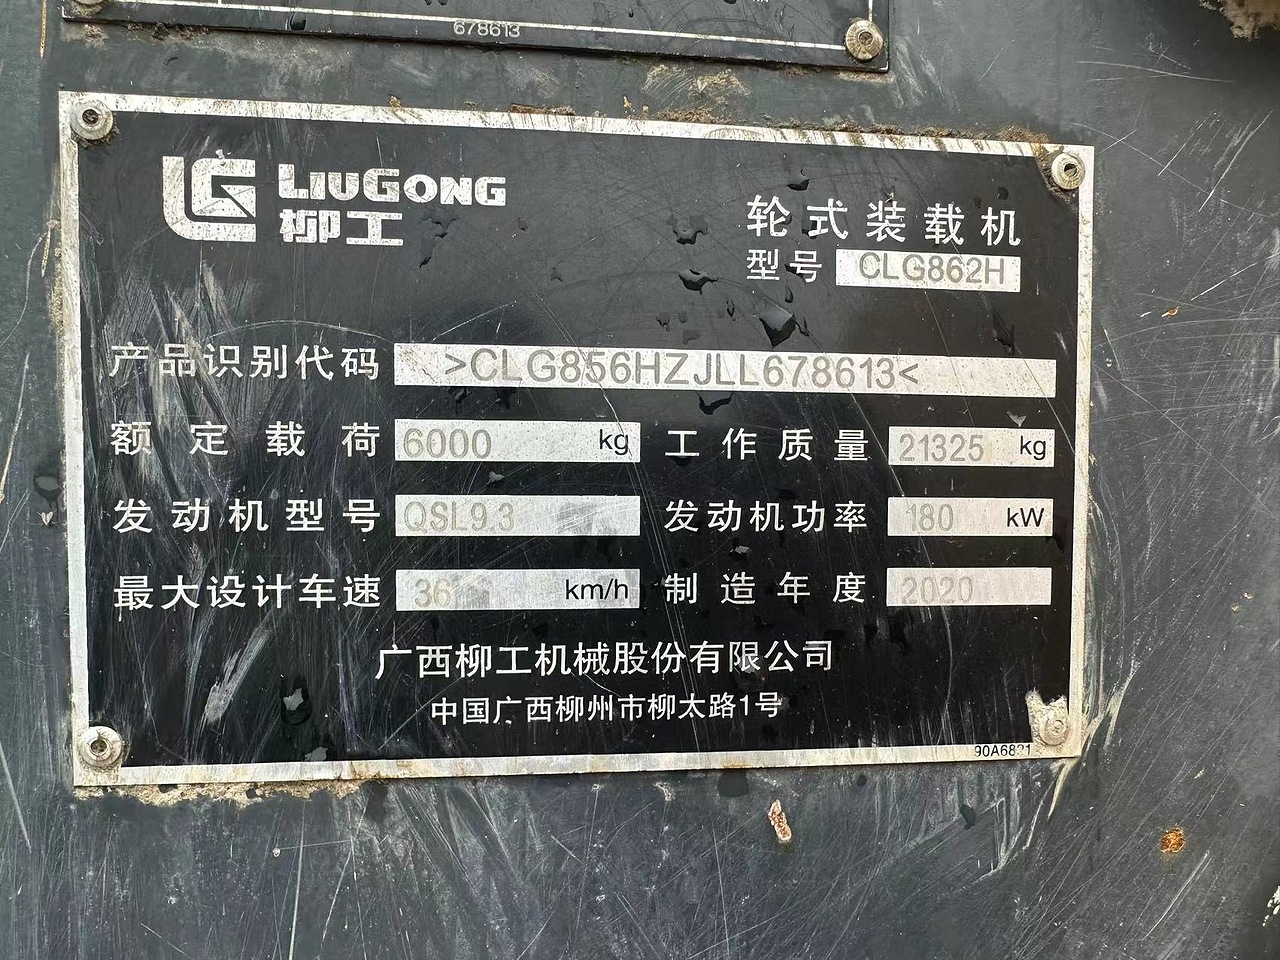 678613
LIUGONG
柳工
轮式装载机
型号 CLG862H
产品识别代码 >CLG856HZJLL678613<
额定载荷 6000 kg 工作质量 21325 kg
发动机型号 QSL9.3 发动机功率 180 kW
最大设计车速 36 km/h 制造年度 2020
广西柳工机械股份有限公司
中国广西柳州市柳太路1号